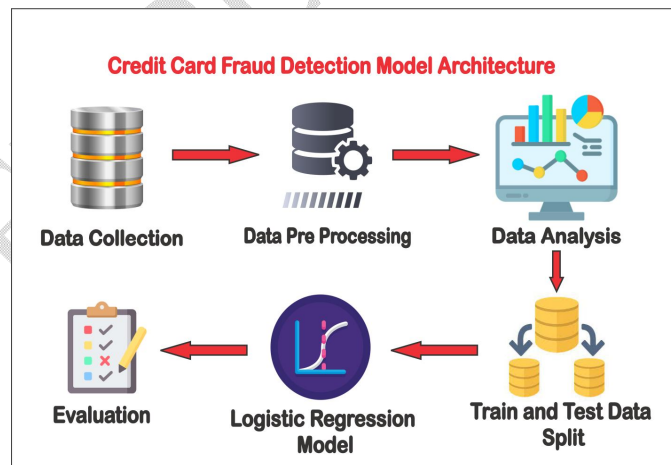 Credit Card Fraud Detection Model Architecture
Data Collection
Data Pre Processing
Data Analysis
Evaluation
Logistic Regression
Model
Train and Test Data
Split